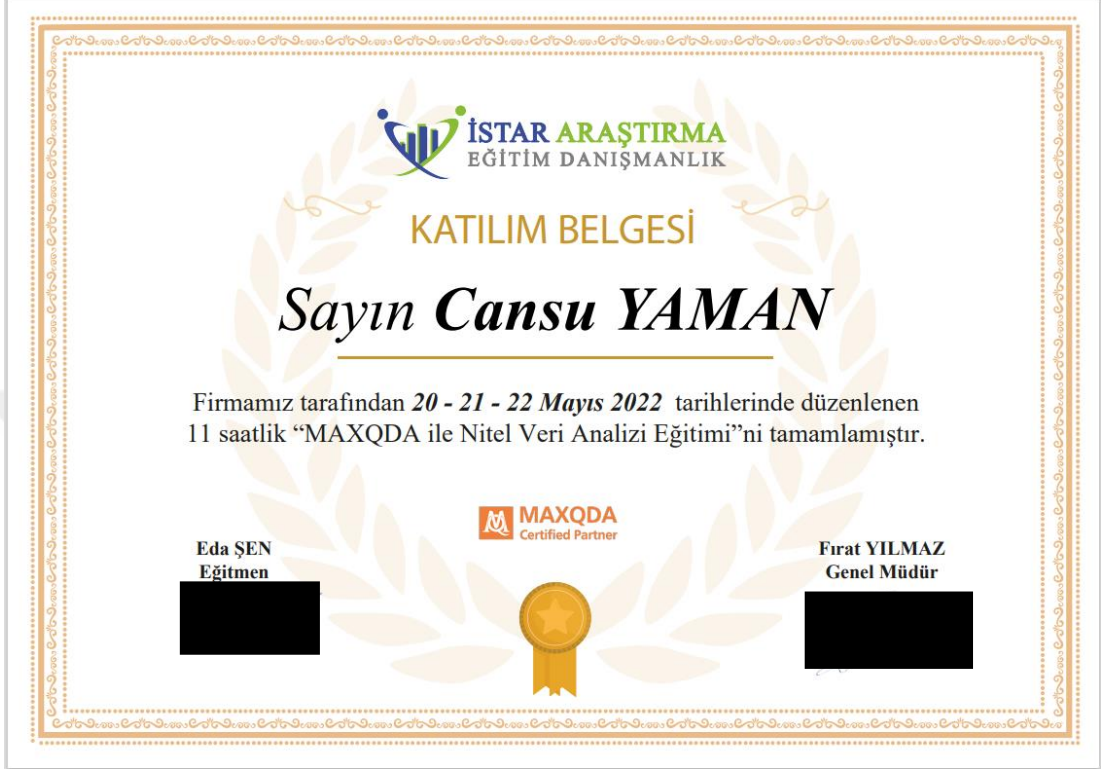 İSTAR ARAŞTIRMA
EĞİTİM DANIŞMANLIK
KATILIM BELGESİ
Sayın Cansu YAMAN
Firmamız tarafından 20 - 21 - 22 Mayıs 2022 tarihlerinde düzenlenen
11 saatlik “MAXQDA ile Nitel Veri Analizi Eğitimi”ni tamamlamıştır.
MAXQDA
Certified Partner
Eda ŞEN
Eğitmen
Fırat YILMAZ
Genel Müdür